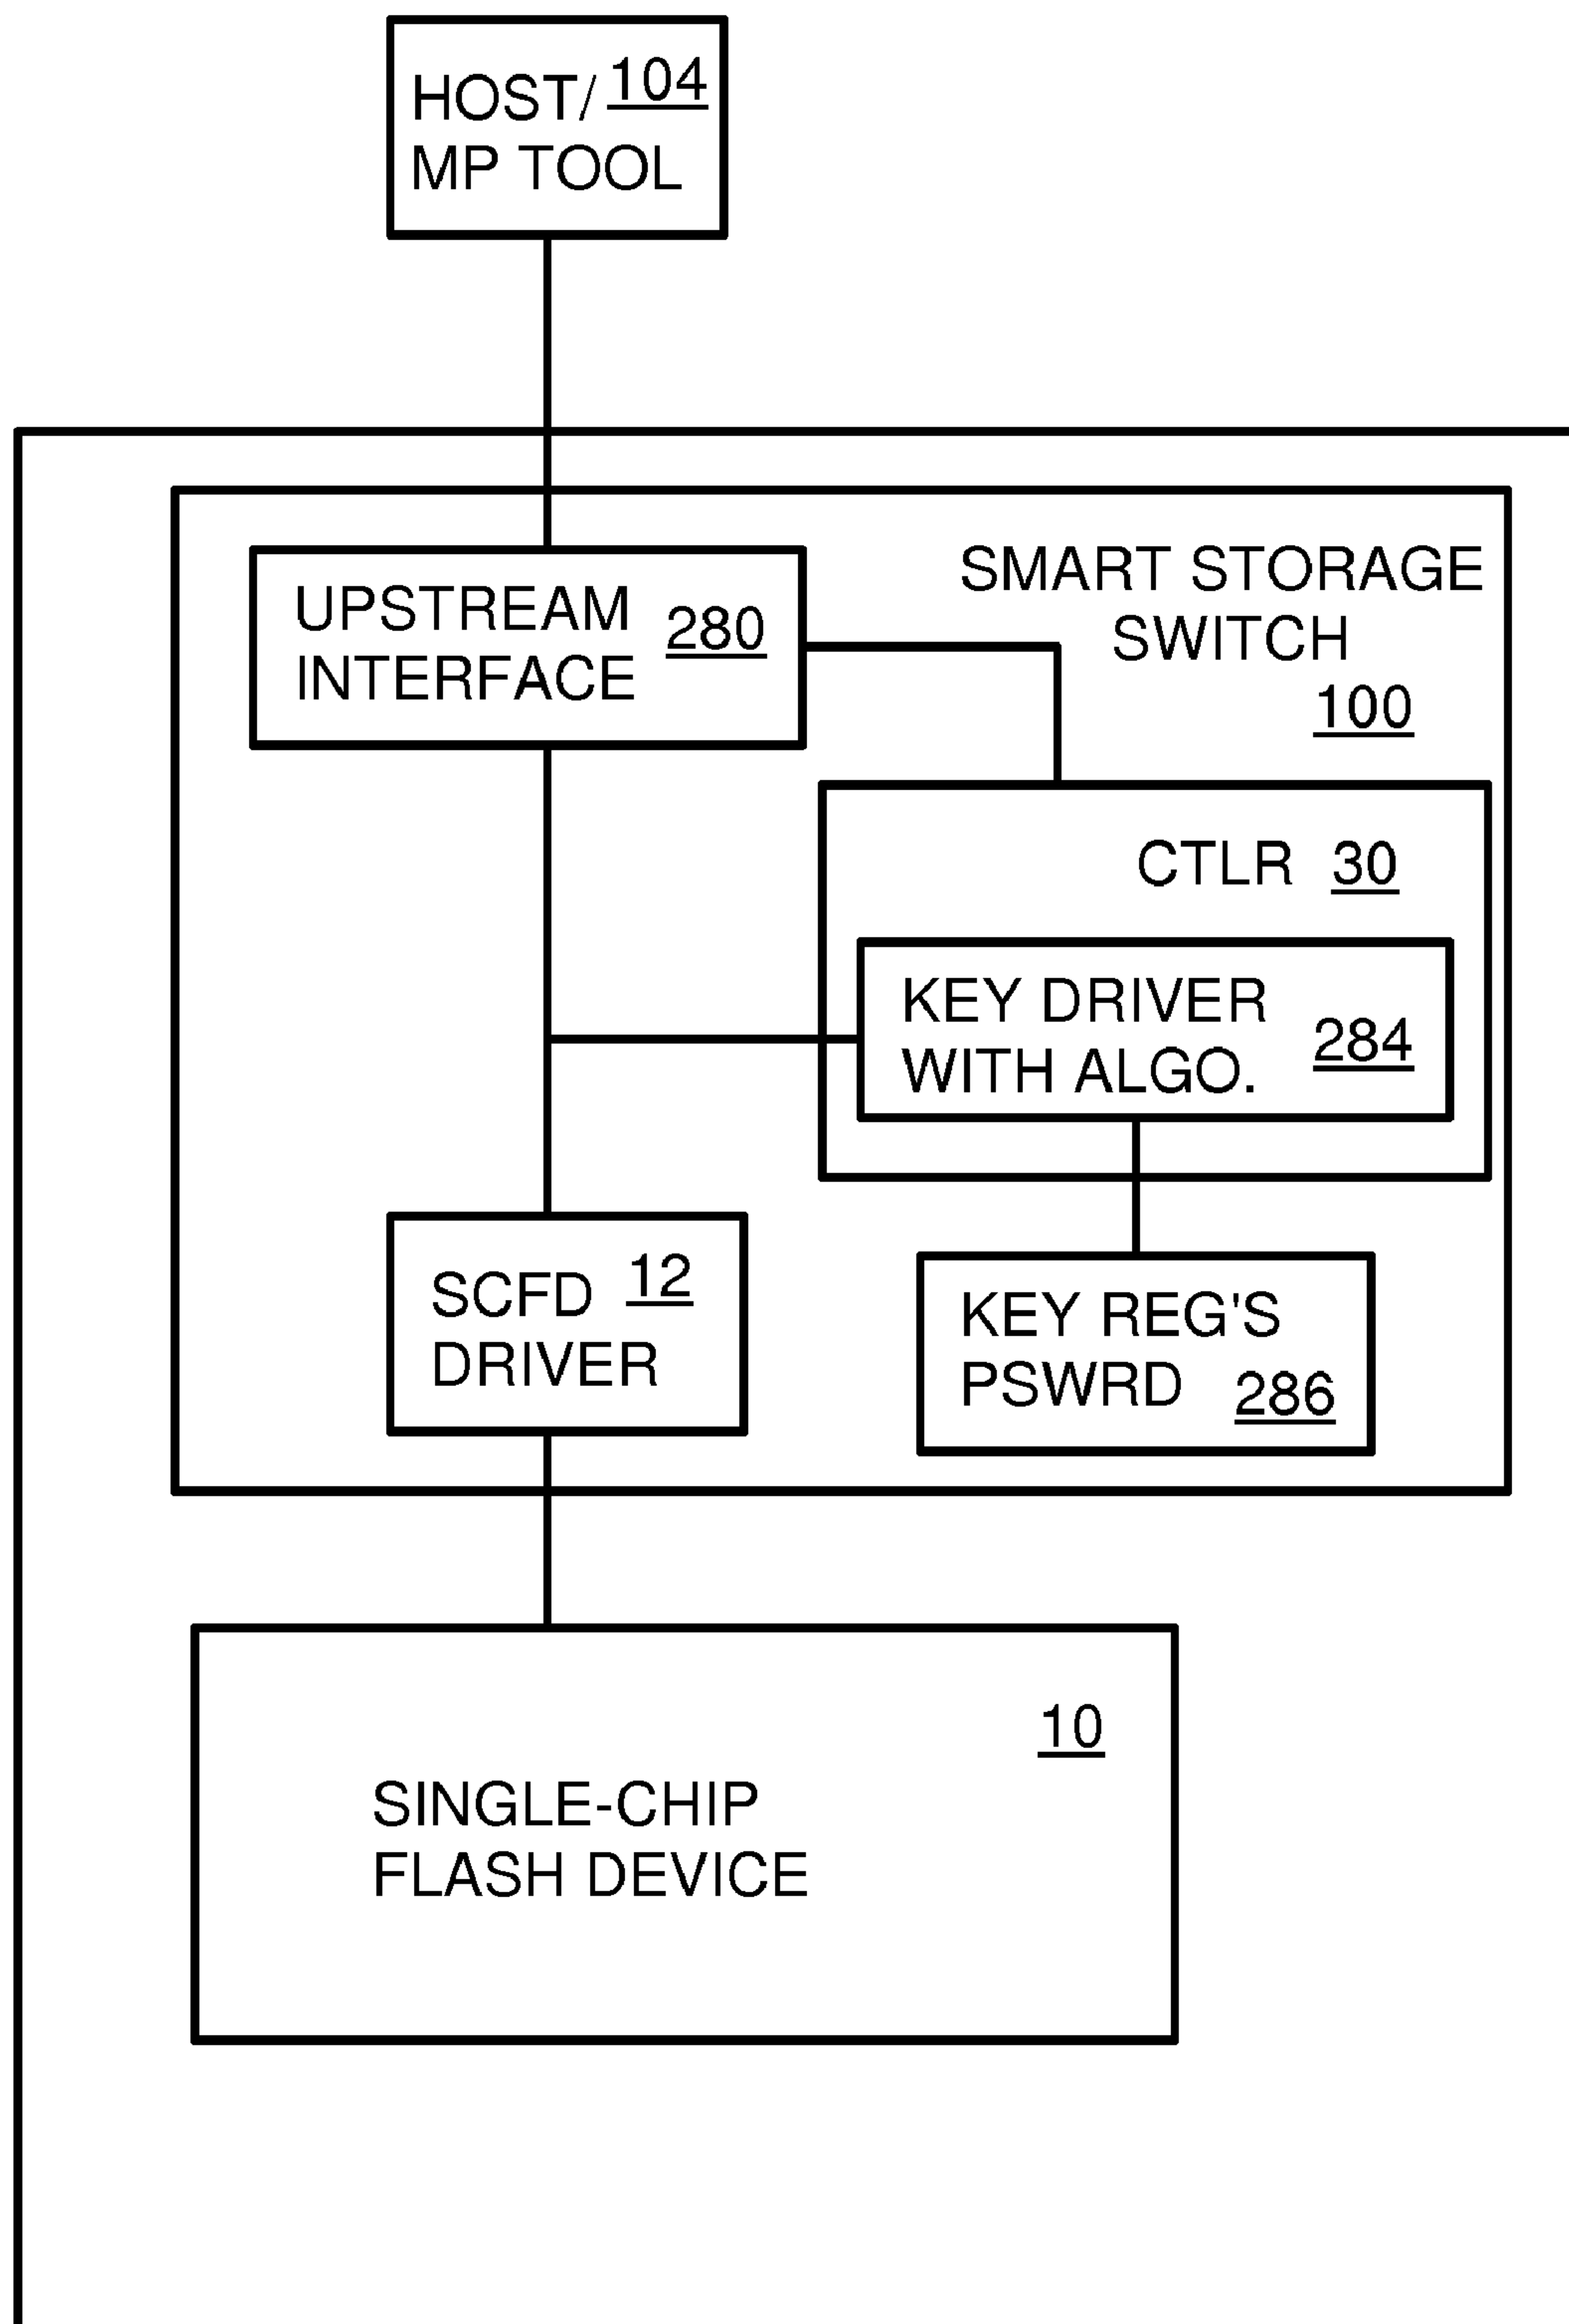 HOST/ 104
MP TOOL
SMART STORAGE
SWITCH
100
UPSTREAM
INTERFACE 280
CTLR 30
KEY DRIVER
WITH ALGO. 284
SCFD 12
DRIVER
KEY REG'S
PSWRD 286
10
SINGLE-CHIP
FLASH DEVICE